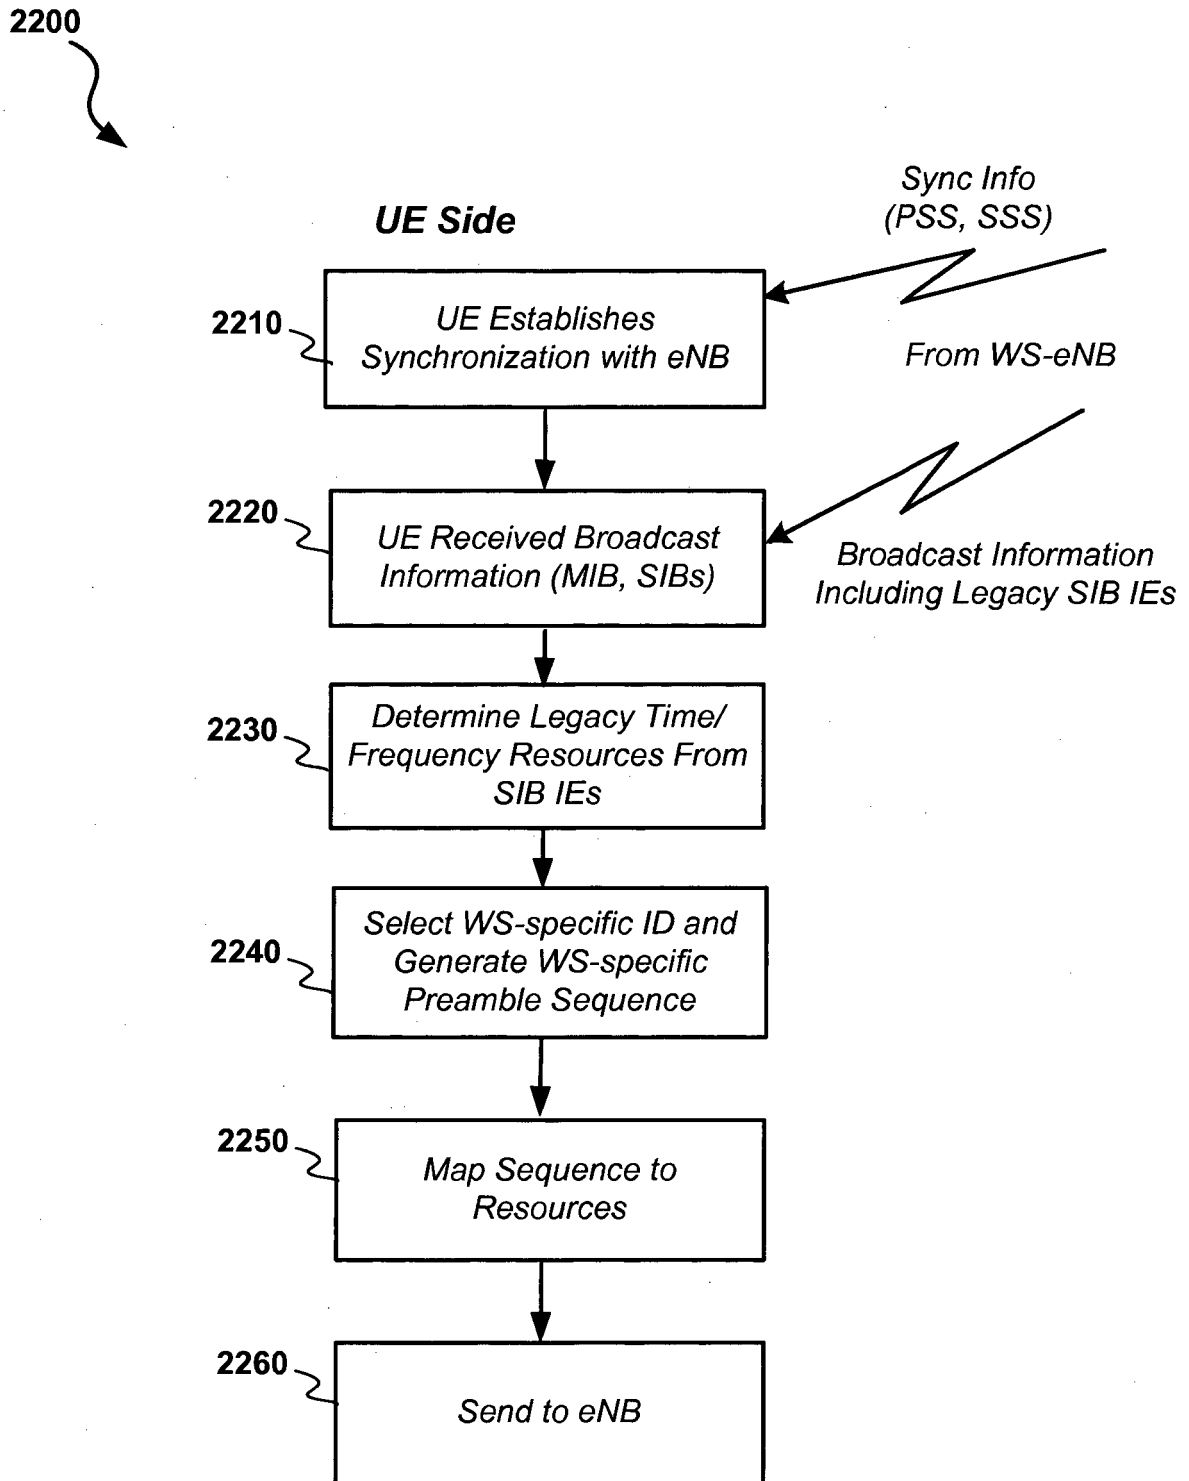 2200
Sync Info
(PSS, SSS)
UE Side
2210
UE Establishes
Synchronization with eNB
From WS-eNB
2220
UE Received Broadcast
Information (MIB, SIBs)
Broadcast Information
Including Legacy SIB IEs
2230
Determine Legacy Time/
Frequency Resources From
SIB IEs
2240
Select WS-specific ID and
Generate WS-specific
Preamble Sequence
2250
Map Sequence to
Resources
2260
Send to eNB